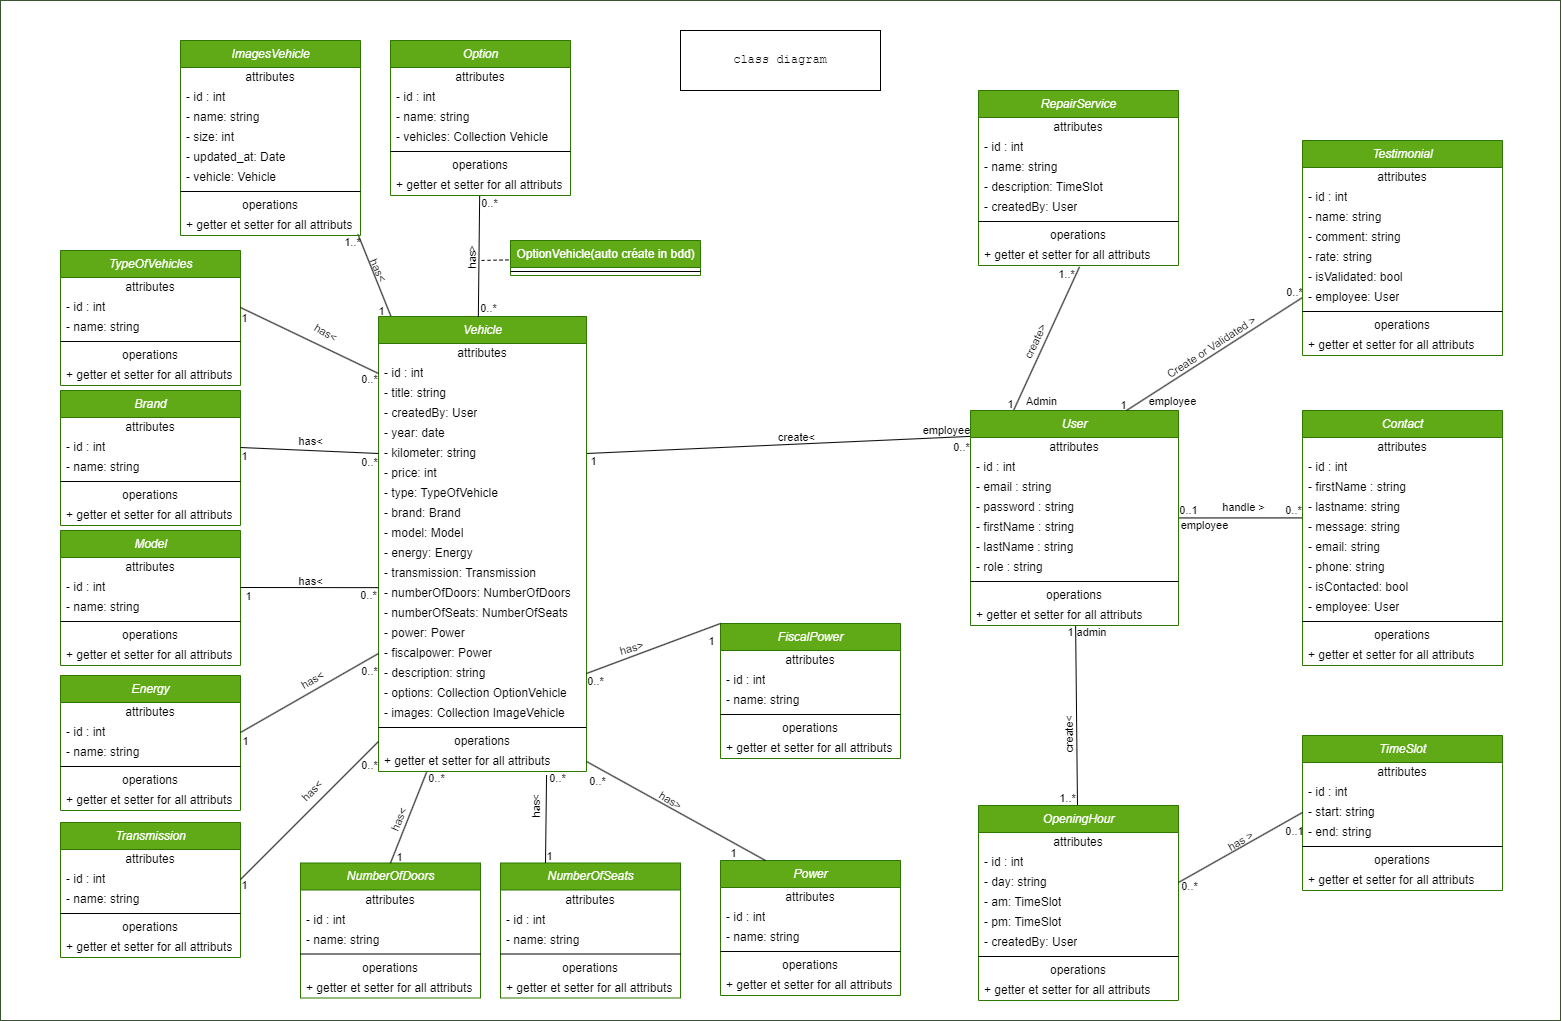 class diagram
ImagesVehicle
attributes
- id : int
- name: string
- size: int
- updated_at: Date
- vehicle: Vehicle
operations
+ getter et setter for all attributs
1..*
has<
1
Option
attributes
- id : int
- name: string
- vehicles: Collection Vehicle
operations
+ getter et setter for all attributs
0..*
has>
0..*
OptionVehicle(auto créate in bdd)
TypeOfVehicles
attributes
- id : int
- name: string
operations
+ getter et setter for all attributs
1
has<
0..*
Brand
attributes
- id : int
- name: string
operations
+ getter et setter for all attributs
1
has<
0..*
Model
attributes
- id : int
- name: string
operations
+ getter et setter for all attributs
1
has<
0..*
Energy
attributes
- id : int
- name: string
operations
+ getter et setter for all attributs
1
has<
0..*
Transmission
attributes
- id : int
- name: string
operations
+ getter et setter for all attributs
1
has<
0..*
Vehicle
attributes
- id : int
- title: string
- createdBy: User
- year: date
- kilometer: string
- price: int
- type: TypeOfVehicle
- brand: Brand
- model: Model
- energy: Energy
- transmission: Transmission
- numberOfDoors: NumberOfDoors
- numberOfSeats: NumberOfSeats
- power: Power
- fiscalpower: Power
- description: string
- options: Collection OptionVehicle
- images: Collection ImageVehicle
operations
+ getter et setter for all attributs
0..*
has<
1
NumberOfDoors
attributes
- id : int
- name: string
operations
+ getter et setter for all attributs
0..*
has<
1
NumberOfSeats
attributes
- id : int
- name: string
operations
+ getter et setter for all attributs
0..*
has>
1
Power
attributes
- id : int
- name: string
operations
+ getter et setter for all attributs
0..*
has>
1
FiscalPower
attributes
- id : int
- name: string
operations
+ getter et setter for all attributs
1
create<
employee
0..*
RepairService
attributes
- id : int
- name: string
- description: TimeSlot
- createdBy: User
operations
+ getter et setter for all attributs
1..*
create>
1
Admin
Testimonial
attributes
- id : int
- name: string
- comment: string
- rate: string
- isValidated: bool
- employee: User
operations
+ getter et setter for all attributs
0..*
Create or Validated >
1
employee
User
attributes
- id : int
- email : string
- password : string
- firstName : string
- lastName : string
- role : string
operations
+ getter et setter for all attributs
0..1
employee
handle >
0..*
Contact
attributes
- id : int
- firstName : string
- lastname: string
- message: string
- email: string
- phone: string
- isContacted: bool
- employee: User
operations
+ getter et setter for all attributs
1
admin
create<
1..*
OpeningHour
attributes
- id : int
- day: string
- am: TimeSlot
- pm: TimeSlot
- createdBy: User
operations
+ getter et setter for all attributs
0..*
has >
0..1
TimeSlot
attributes
- id : int
- start: string
- end: string
operations
+ getter et setter for all attributs